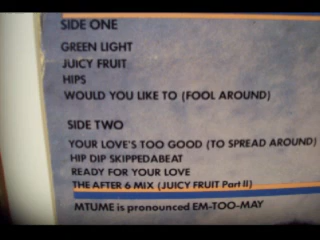 SIDE ONE
GREEN LIGHT
JUICY FRUIT
HIPS
WOULD YOU LIKE TO (FOOL AROUND)
SIDE TWO
YOUR LOVE'S TOO GOOD (TO SPREAD AROUND)
HIP DIP SKIPPEDABEAT
READY FOR YOUR LOVE
THE AFTER 6 MIX (JUICY FRUIT Part II)
MTUME is pronounced EM-TOO-MAY